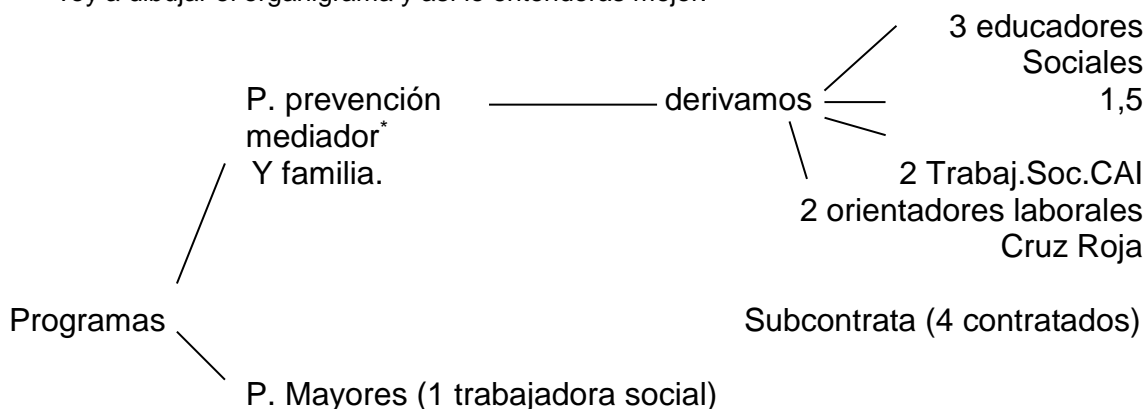 3 educadores
Sociales
P. prevención derivamos 1,5
mediador*
Y familia.
2 Trabaj.Soc.CAI
2 orientadores laborales
Cruz Roja
Programas Subcontrata (4 contratados)
P. Mayores (1 trabajadora social)